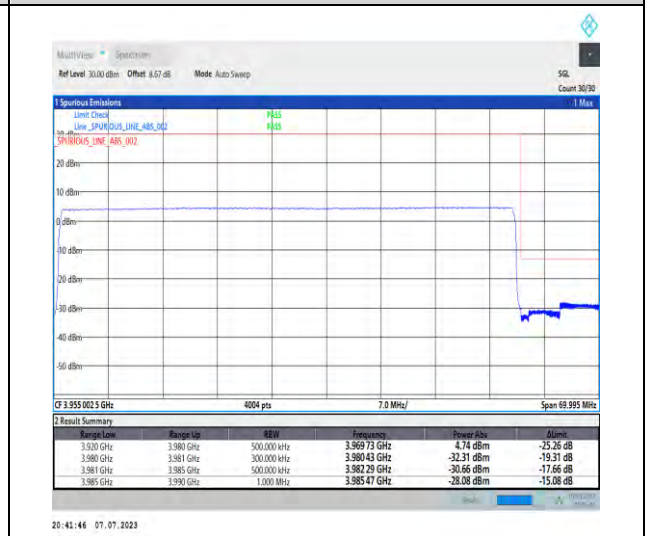 MultiView Spectrum
Ref Level 30.00 dBm Offset 8.67 dB Mode Auto Sweep SGL
Count 30/30
1 Spurious Emissions 1 Max
Limit Check PASS
Line _SPURIOUS_LINE_ABS_002 PASS
_SPURIOUS_LINE_ABS_002
20 dBm
10 dBm
0 dBm
-10 dBm
-20 dBm
-30 dBm
-40 dBm
-50 dBm
CF 3.955 002 5 GHz 4004 pts 7.0 MHz/ Span 69.995 MHz
2 Result Summary
Range Low Range Up RBW Frequency Power Abs ΔLimit
3.920 GHz 3.980 GHz 500.000 kHz 3.969 73 GHz 4.74 dBm -25.26 dB
3.980 GHz 3.981 GHz 300.000 kHz 3.980 43 GHz -32.31 dBm -19.31 dB
3.981 GHz 3.985 GHz 500.000 kHz 3.982 29 GHz -30.66 dBm -17.66 dB
3.985 GHz 3.990 GHz 1.000 MHz 3.985 47 GHz -28.08 dBm -15.08 dB
20:41:46 07.07.2023